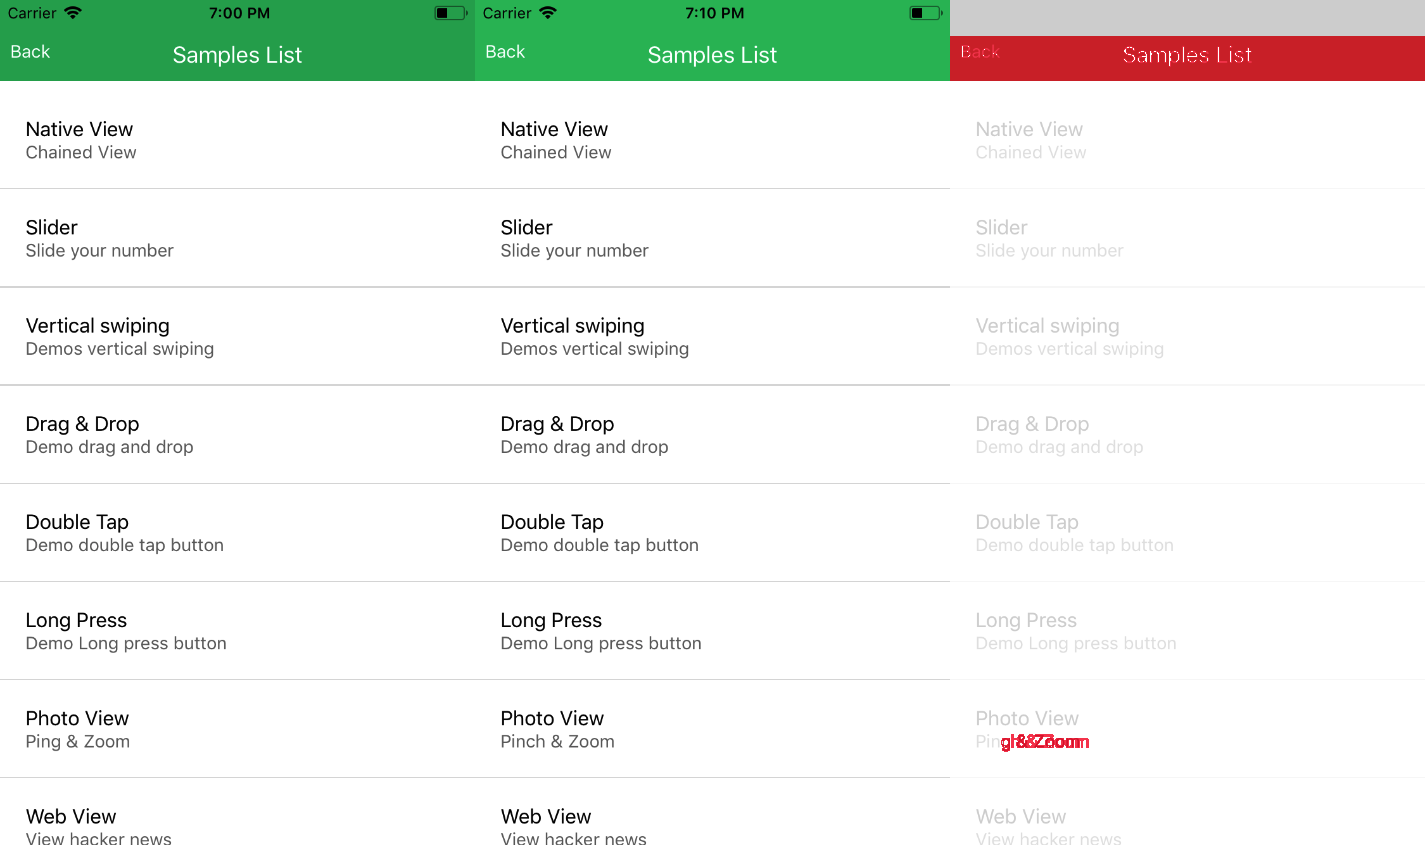 Carrier 7:00 PM
Back Samples List
Native View
Chained View
Slider
Slide your number
Vertical swiping
Demos vertical swiping
Drag & Drop
Demo drag and drop
Double Tap
Demo double tap button
Long Press
Demo Long press button
Photo View
Ping & Zoom
Web View
View hacker news
Carrier 7:10 PM
Back Samples List
Native View
Chained View
Slider
Slide your number
Vertical swiping
Demos vertical swiping
Drag & Drop
Demo drag and drop
Double Tap
Demo double tap button
Long Press
Demo Long press button
Photo View
Pinch & Zoom
Web View
View hacker news
Back Samples List
Native View
Chained View
Slider
Slide your number
Vertical swiping
Demos vertical swiping
Drag & Drop
Demo drag and drop
Double Tap
Demo double tap button
Long Press
Demo Long press button
Photo View
Web View
View hacker news